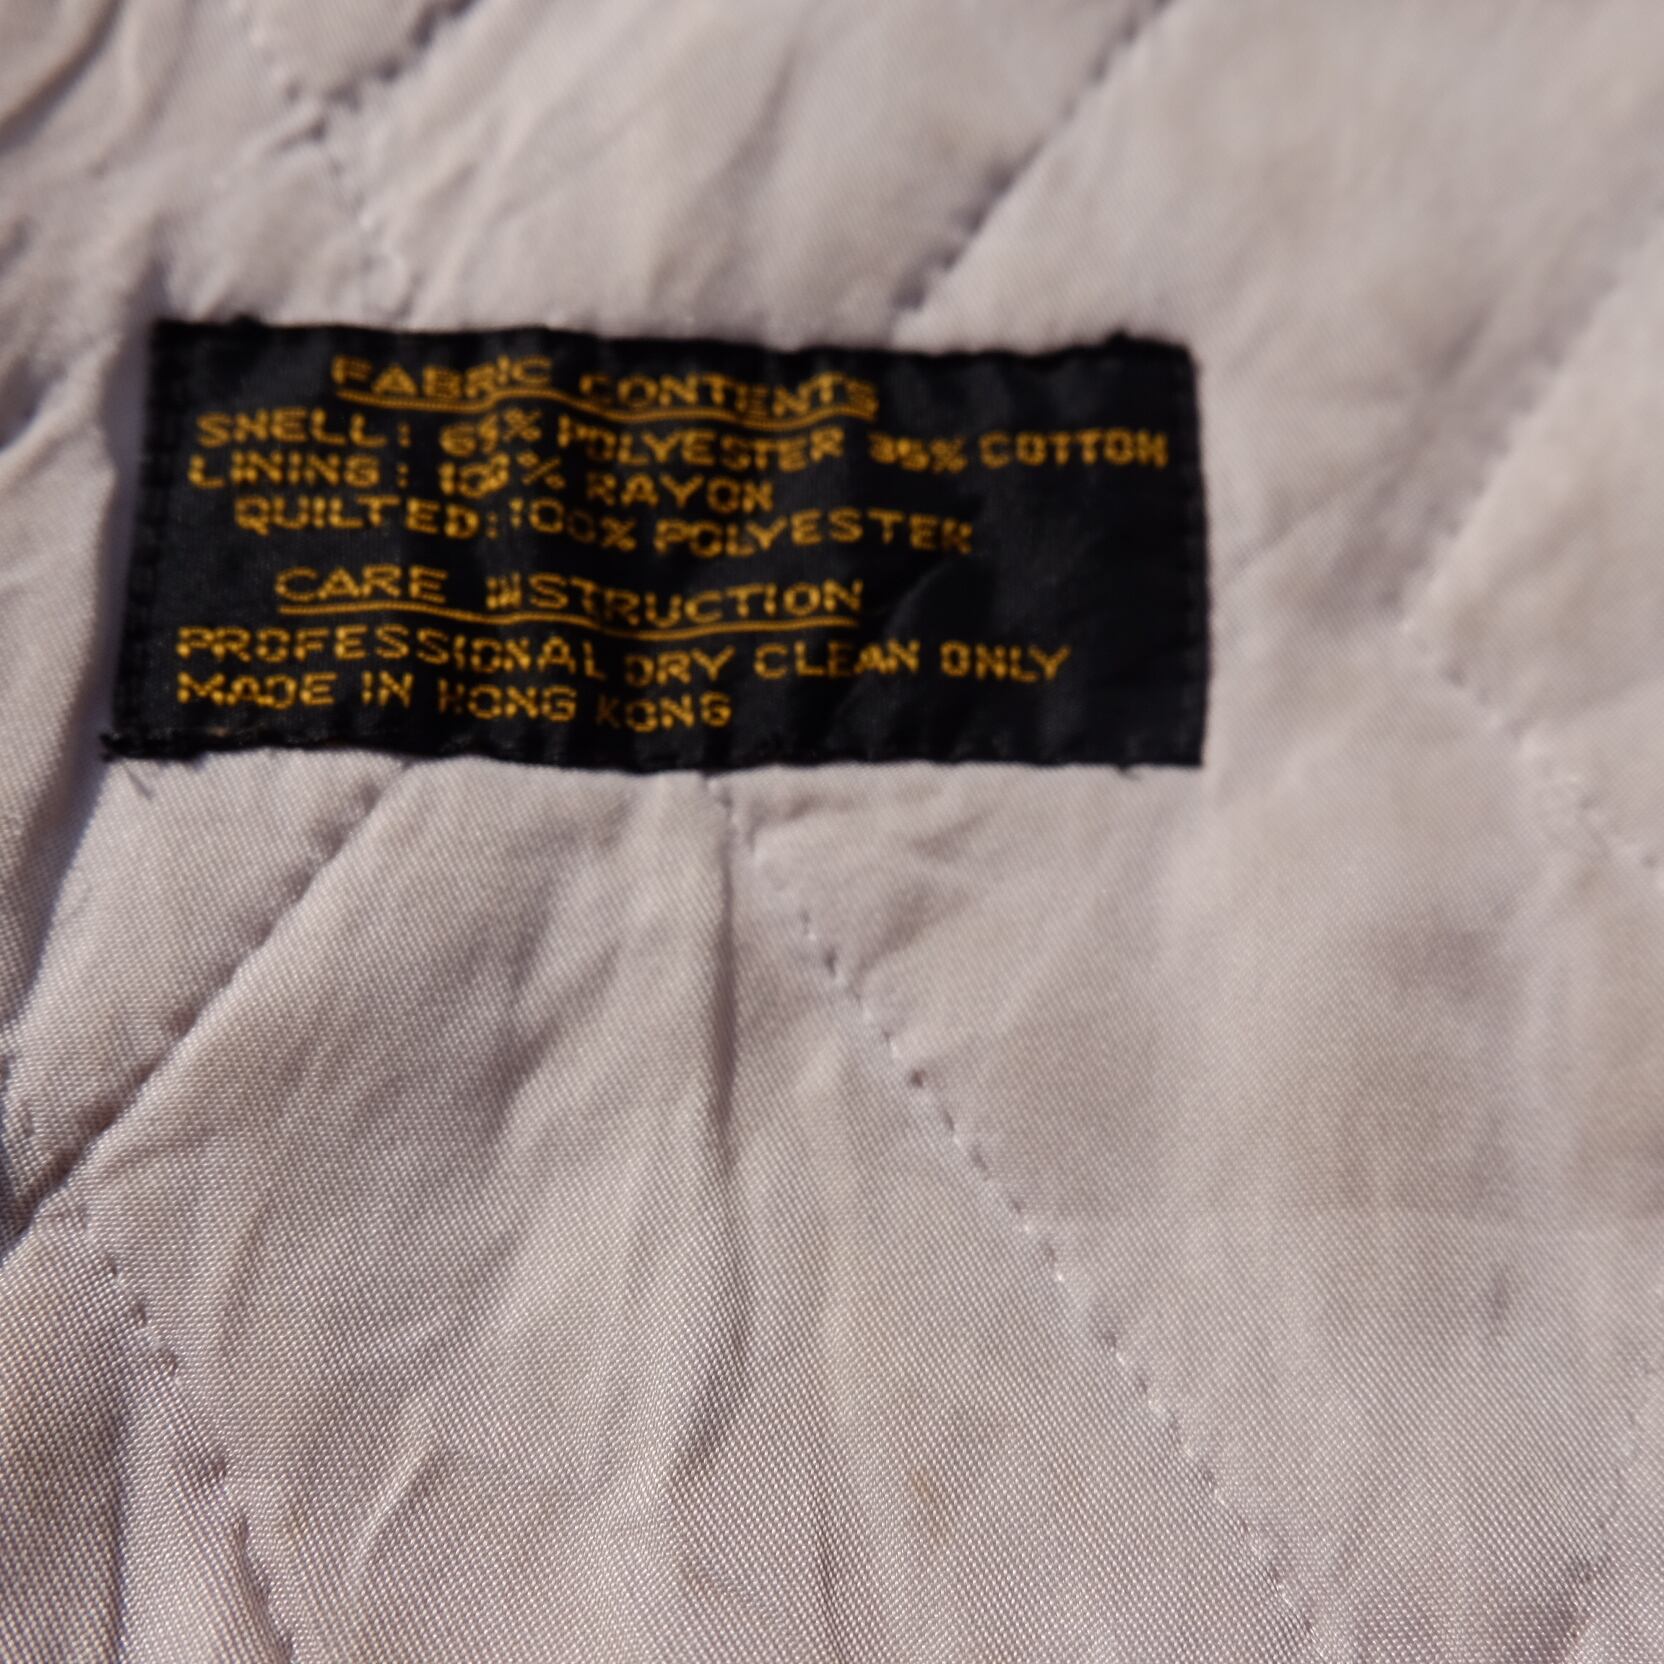 FABRIC CONTENTS
SHELL: 65% POLYESTER 35% COTTON
LINING: 100% RAYON
QUILTED: 100% POLYESTER
CARE INSTRUCTION
PROFESSIONAL DRY CLEAN ONLY
MADE IN HONG KONG